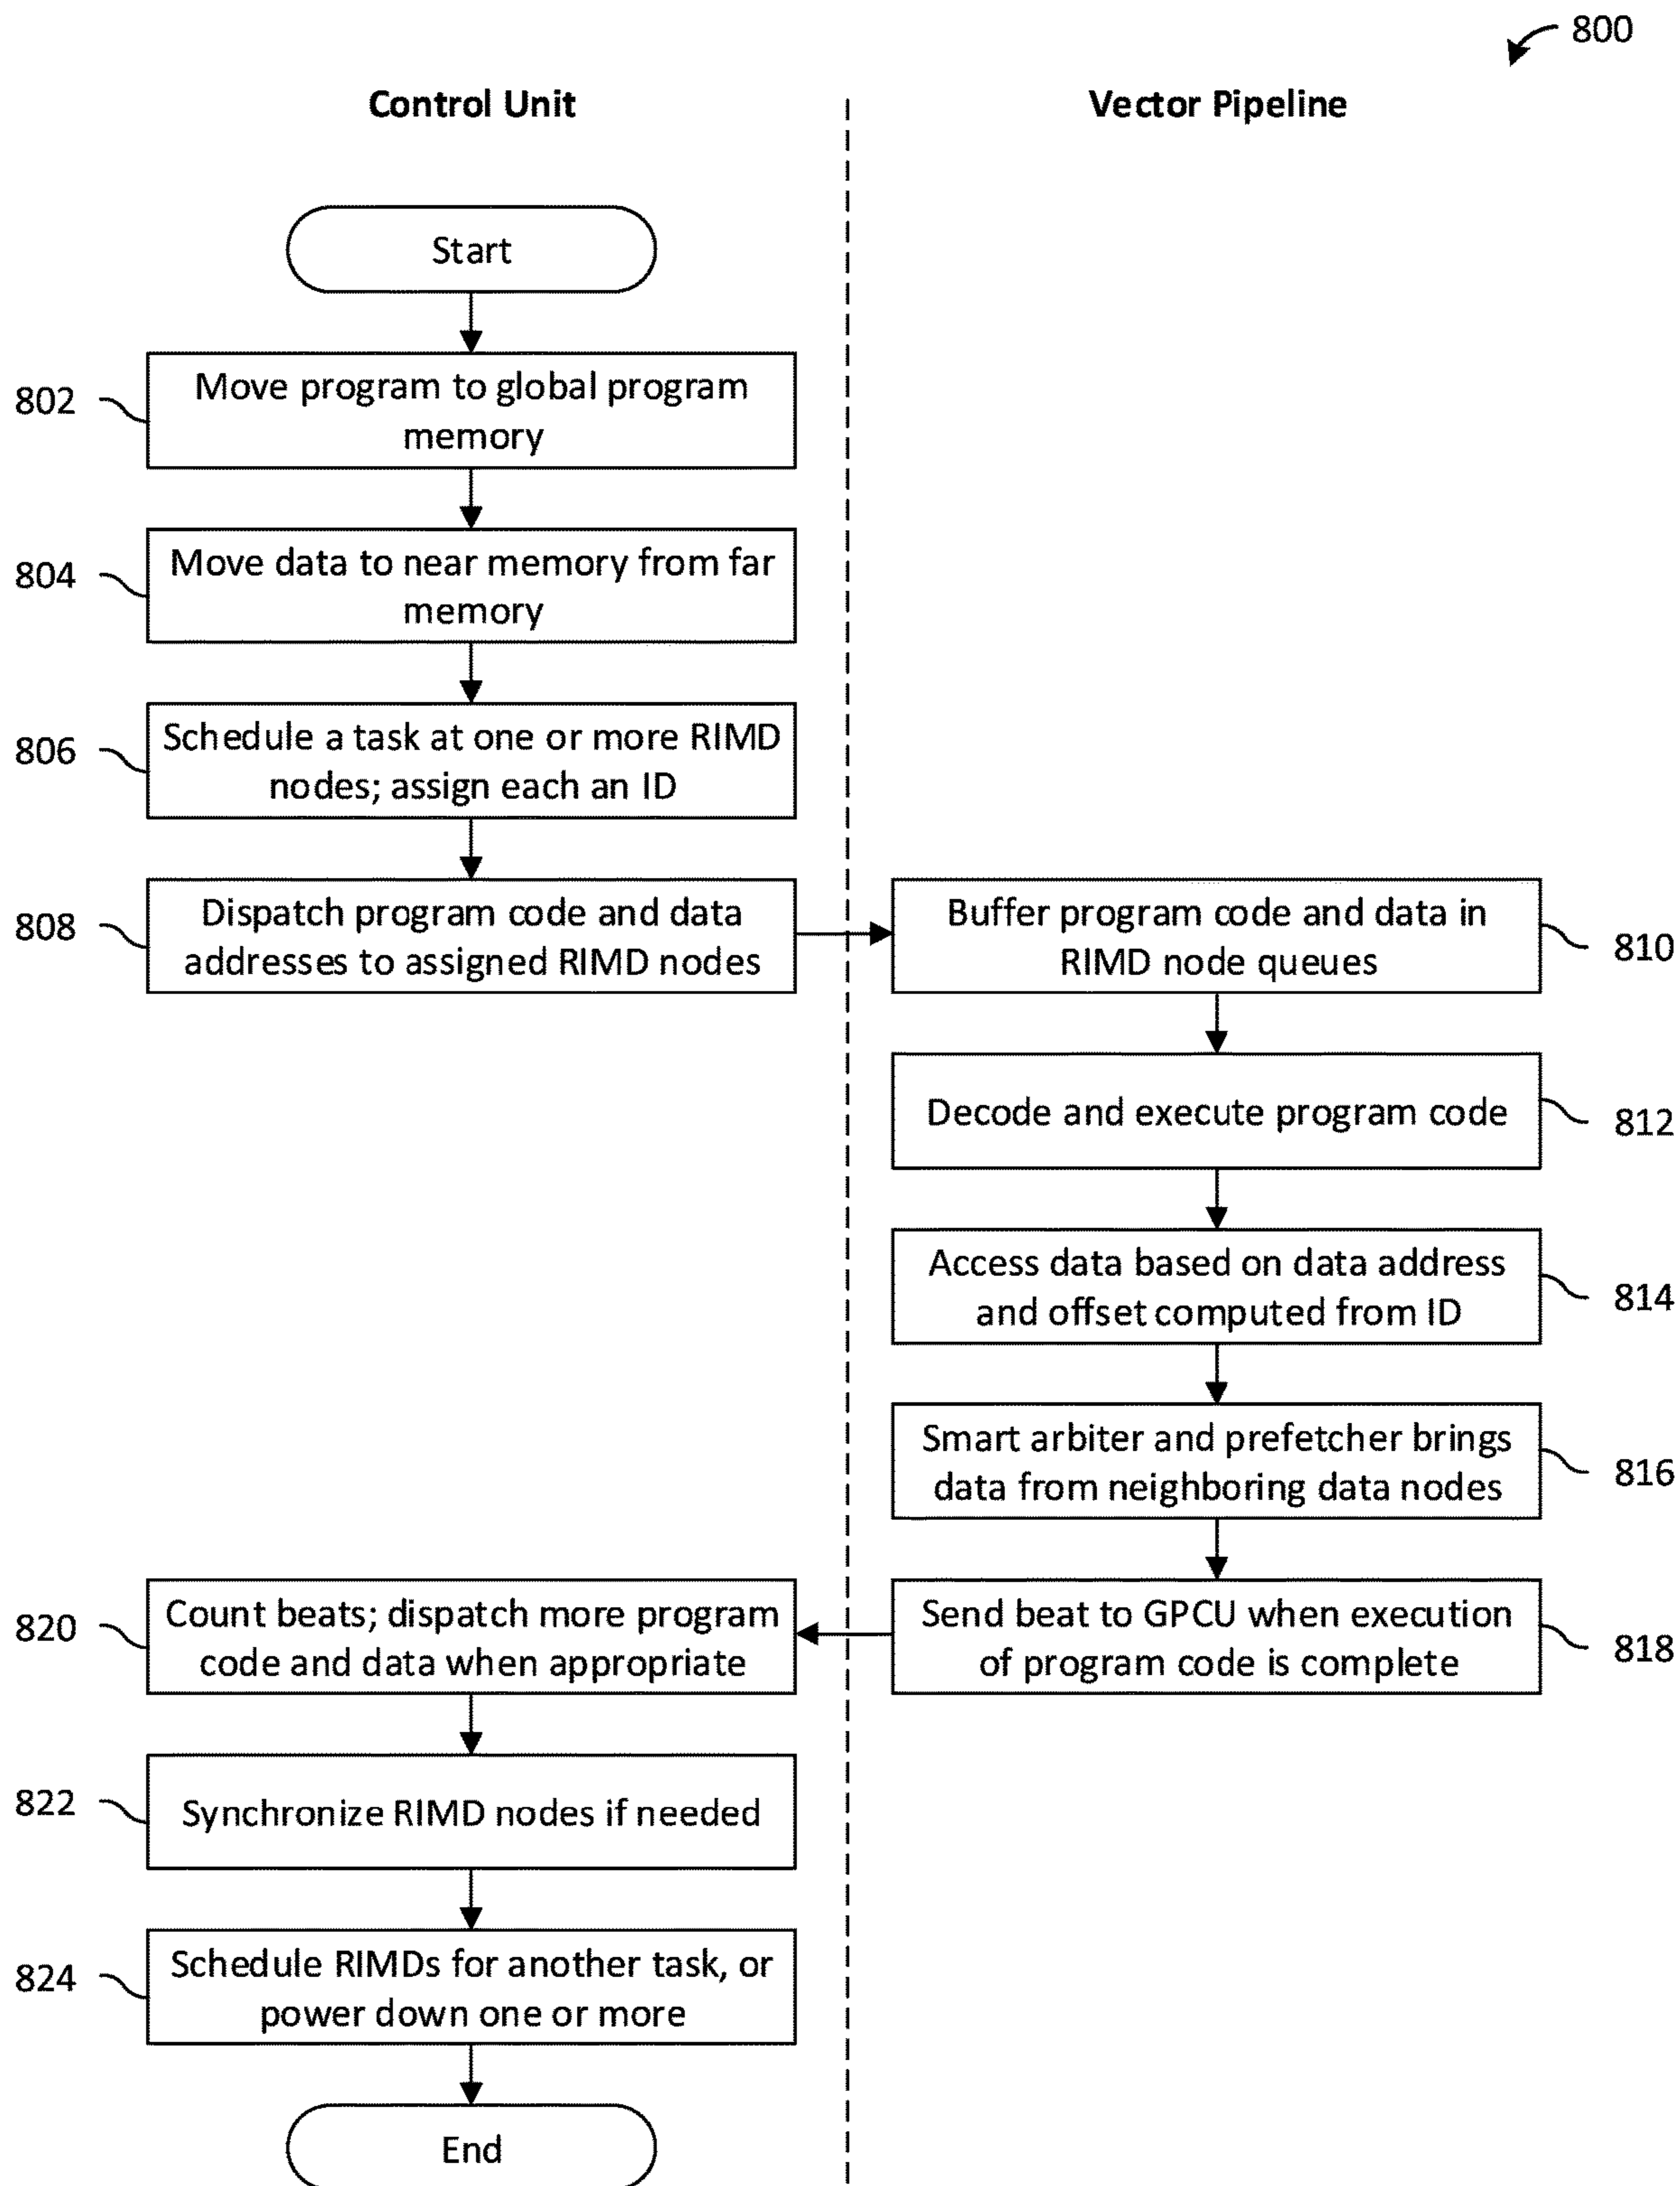 800
Control Unit
Vector Pipeline
Start
802
Move program to global program
memory
804
Move data to near memory from far
memory
806
Schedule a task at one or more RIMD
nodes; assign each an ID
808
Dispatch program code and data
addresses to assigned RIMD nodes
Buffer program code and data in
RIMD node queues
810
Decode and execute program code
812
Access data based on data address
and offset computed from ID
814
Smart arbiter and prefetcher brings
data from neighboring data nodes
816
Send beat to GPCU when execution
of program code is complete
818
820
Count beats; dispatch more program
code and data when appropriate
822
Synchronize RIMD nodes if needed
824
Schedule RIMDs for another task, or
power down one or more
End